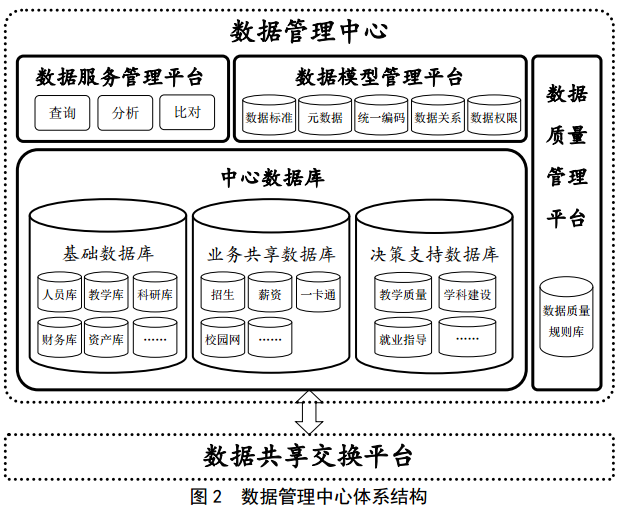 数据管理中心
数据服务管理平台
查询 分析 比对
数据模型管理平台
数据标准 元数据 统一编码 数据关系 数据权限
数据
质量
管理
平台
数据质量
规则库
中心数据库
基础数据库
人员库 教学库 科研库
财务库 资产库 ……
业务共享数据库
招生 薪资 一卡通
校园网 ……
决策支持数据库
教学质量 学科建设
就业指导 ……
数据共享交换平台
图 2 数据管理中心体系结构